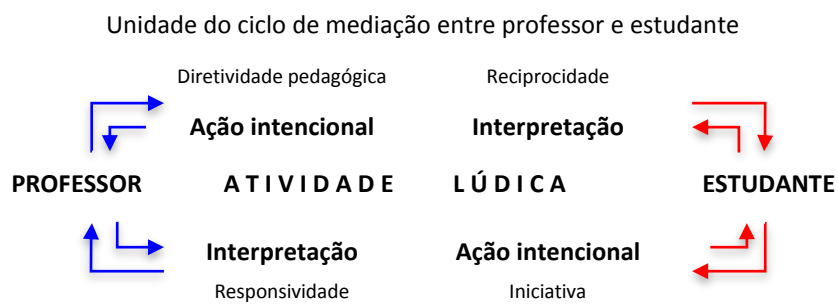 Unidade do ciclo de mediação entre professor e estudante
Diretividade pedagógica Reciprocidade
Ação intencional Interpretação
PROFESSOR A T I V I D A D E L Ú D I C A ESTUDANTE
Interpretação Ação intencional
Responsividade Iniciativa